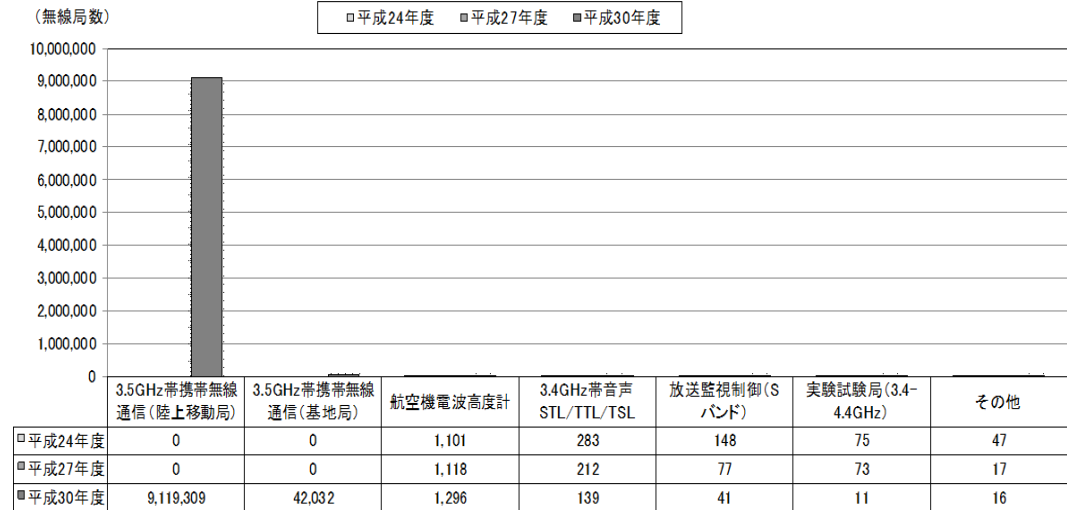 （無線局数）
□平成24年度 ■平成27年度 ■平成30年度
10,000,000
9,000,000
8,000,000
7,000,000
6,000,000
5,000,000
4,000,000
3,000,000
2,000,000
1,000,000
0
3.5GHz帯携帯無線
通信（陸上移動局）
3.5GHz帯携帯無線
通信（基地局）
航空機電波高度計
3.4GHz帯音声
STL/TTL/TSL
放送監視制御（S
バンド）
実験試験局（3.4-
4.4GHz）
その他
□平成24年度 0 0 1,101 283 148 75 47
■平成27年度 0 0 1,118 212 77 73 17
■平成30年度 9,119,309 42,032 1,296 139 41 11 16